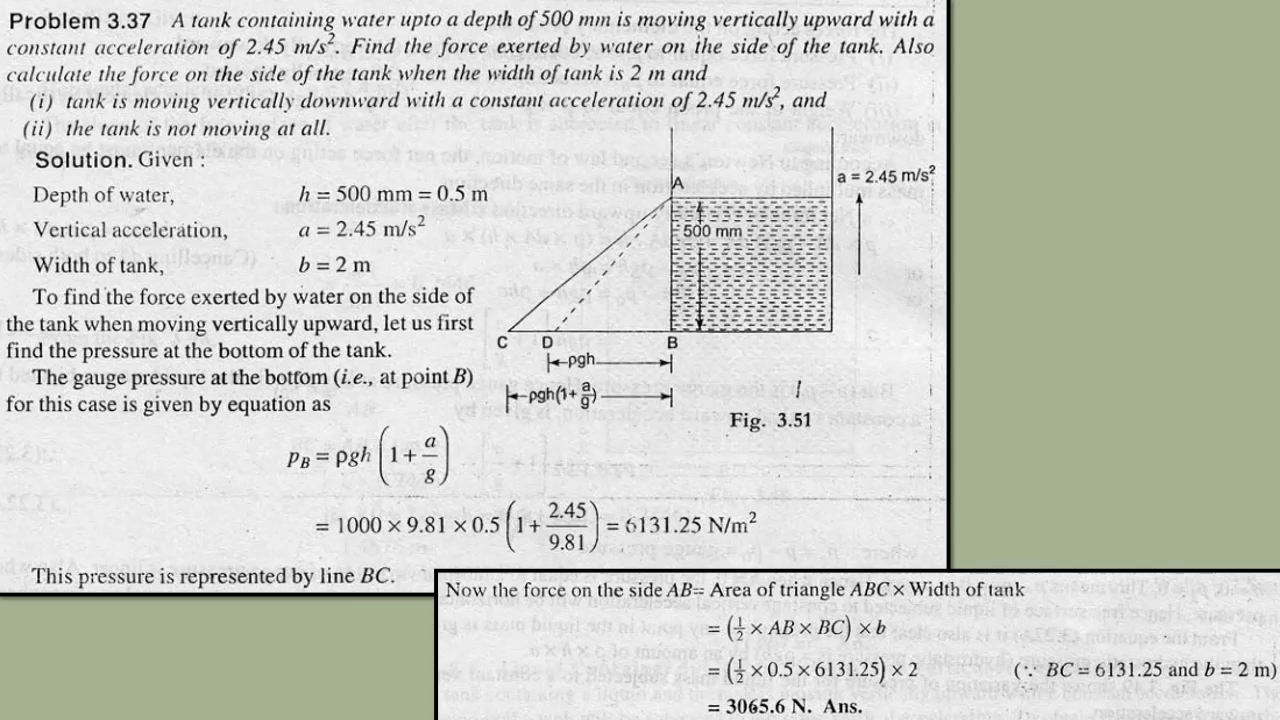 Problem 3.37 A tank containing water upto a depth of 500 mm is moving vertically upward with a
constant acceleration of 2.45 m/s². Find the force exerted by water on the side of the tank. Also
calculate the force on the side of the tank when the width of tank is 2 m and
(i) tank is moving vertically downward with a constant acceleration of 2.45 m/s², and
(ii) the tank is not moving at all.
Solution. Given :
Depth of water, h = 500 mm = 0.5 m
Vertical acceleration, a = 2.45 m/s²
Width of tank, b = 2 m
To find the force exerted by water on the side of
the tank when moving vertically upward, let us first
find the pressure at the bottom of the tank.
The gauge pressure at the bottom (i.e., at point B)
for this case is given by equation as
A
a = 2.45 m/s²
500 mm
C D B
ρgh
ρgh(1+a/g)
Fig. 3.51
p_B = ρgh (1 + a/g)
= 1000 × 9.81 × 0.5 (1 + 2.45/9.81) = 6131.25 N/m²
This pressure is represented by line BC.
Now the force on the side AB = Area of triangle ABC × Width of tank
= (½ × AB × BC) × b
= (½ × 0.5 × 6131.25) × 2 (∵ BC = 6131.25 and b = 2 m)
= 3065.6 N. Ans.